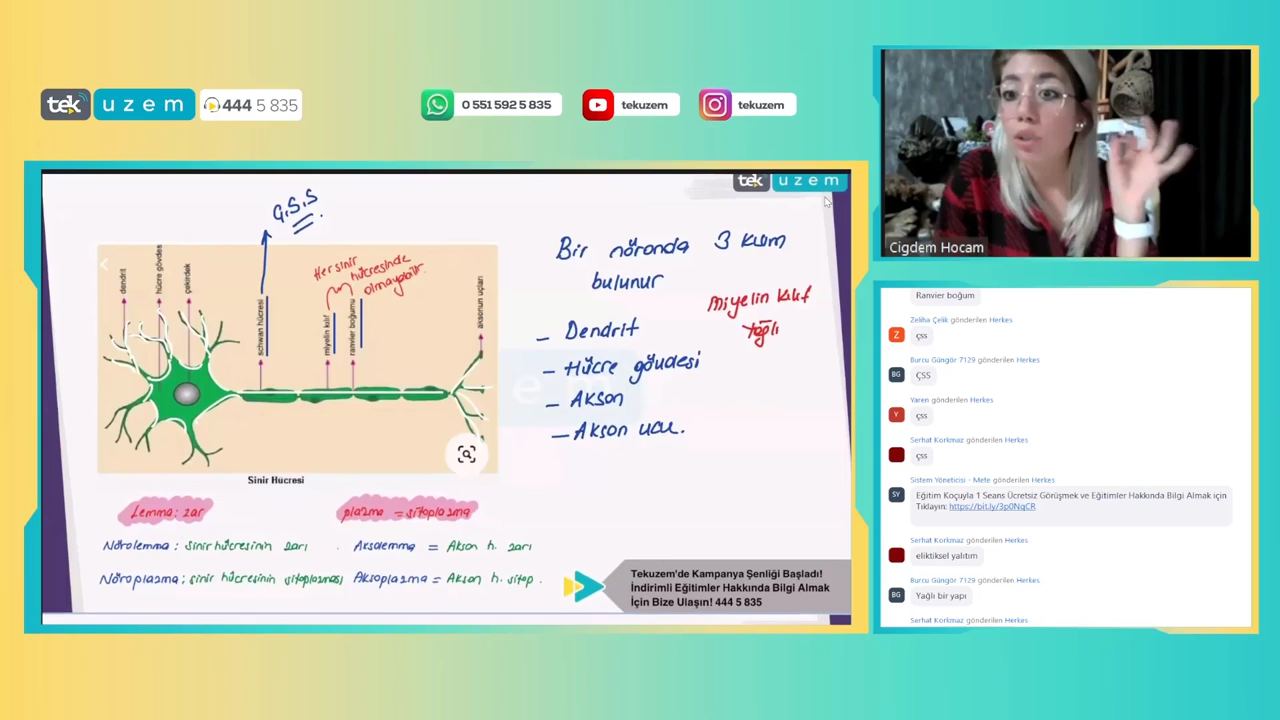 tek uzem 444 5 835
0 551 592 5 835
tekuzem
tekuzem
tek uzem
Ç.S.S
dendrit
hücre gövdes
çekirdek
schwan hücresi
miyelin kılıf
ranvier boğumu
aksonun uçları
Her sinir
hücresinde
olmayabilir.
Sinir Hücresi
Bir nöronda 3 kısım
bulunur
Miyelin kılıf
yağlı
- Dendrit
- Hücre gövdesi
- Akson
- Akson ucu.
Lemma: zar
plazma = sitoplazma
Nörolemma: sinir hücresinin zarı
Aksolemma = Akson h. zarı
Nöroplazma: sinir hücresinin sitoplazması
Aksoplazma = Akson h. sitop.
Tekuzem'de Kampanya Şenliği Başladı!
İndirimli Eğitimler Hakkında Bilgi Almak
İçin Bize Ulaşın! 444 5 835
Cigdem Hocam
Ranvier boğum
Zeliha Çelik gönderilen Herkes
Z
çss
Burcu Güngör 7129 gönderilen Herkes
BG
ÇSS
Yaren gönderilen Herkes
Y
çss
Serhat Korkmaz gönderilen Herkes
çss
Sistem Yöneticisi - Mete gönderilen Herkes
SY
Eğitim Koçuyla 1 Seans Ücretsiz Görüşmek ve Eğitimler Hakkında Bilgi Almak için
Tıklayın: https://bit.ly/3p0NqCR
Serhat Korkmaz gönderilen Herkes
eliktiksel yalıtım
Burcu Güngör 7129 gönderilen Herkes
BG
Yağlı bir yapı
Serhat Korkmaz gönderilen Herkes